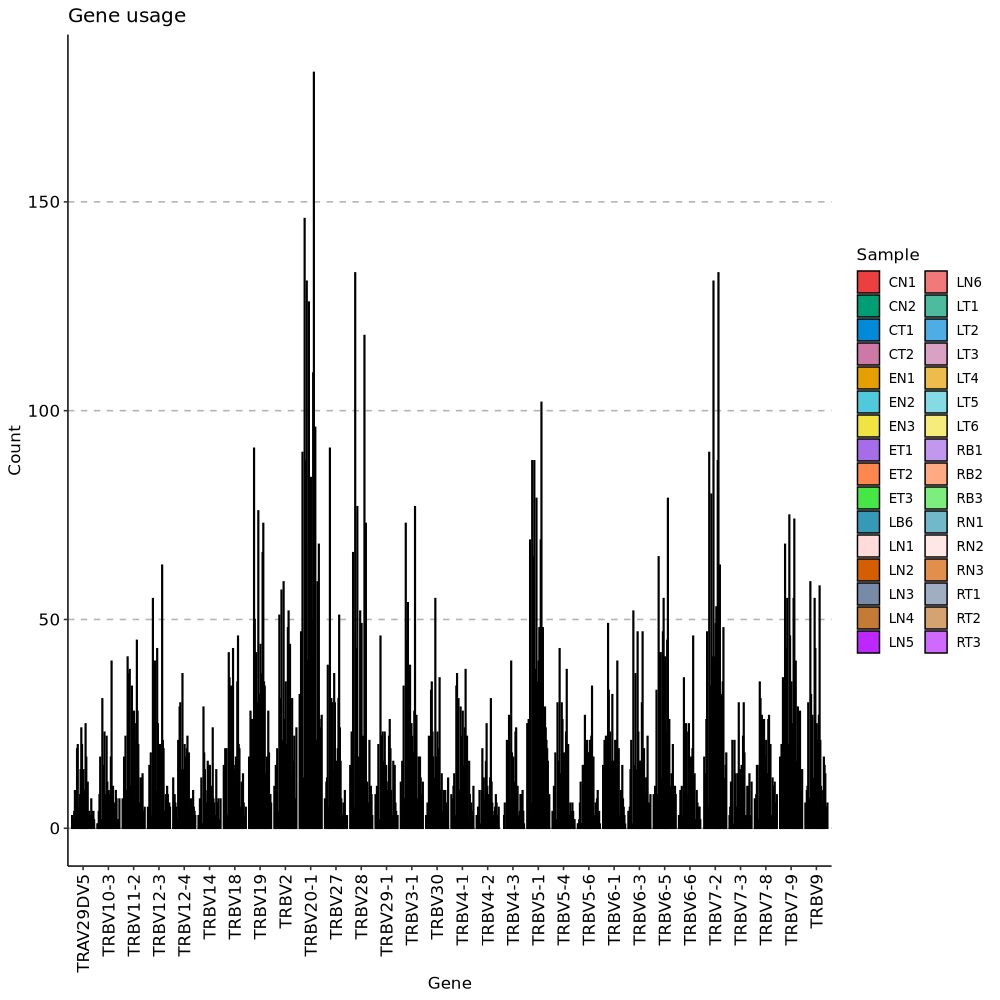 Gene usage
150
100
50
0
Count
TRAV29DV5
TRBV10-3
TRBV11-2
TRBV12-3
TRBV12-4
TRBV14
TRBV18
TRBV19
TRBV2
TRBV20-1
TRBV27
TRBV28
TRBV29-1
TRBV3-1
TRBV30
TRBV4-1
TRBV4-2
TRBV4-3
TRBV5-1
TRBV5-4
TRBV5-6
TRBV6-1
TRBV6-3
TRBV6-5
TRBV6-6
TRBV7-2
TRBV7-3
TRBV7-8
TRBV7-9
TRBV9
Gene
Sample
CN1 LN6
CN2 LT1
CT1 LT2
CT2 LT3
EN1 LT4
EN2 LT5
EN3 LT6
ET1 RB1
ET2 RB2
ET3 RB3
LB6 RN1
LN1 RN2
LN2 RN3
LN3 RT1
LN4 RT2
LN5 RT3